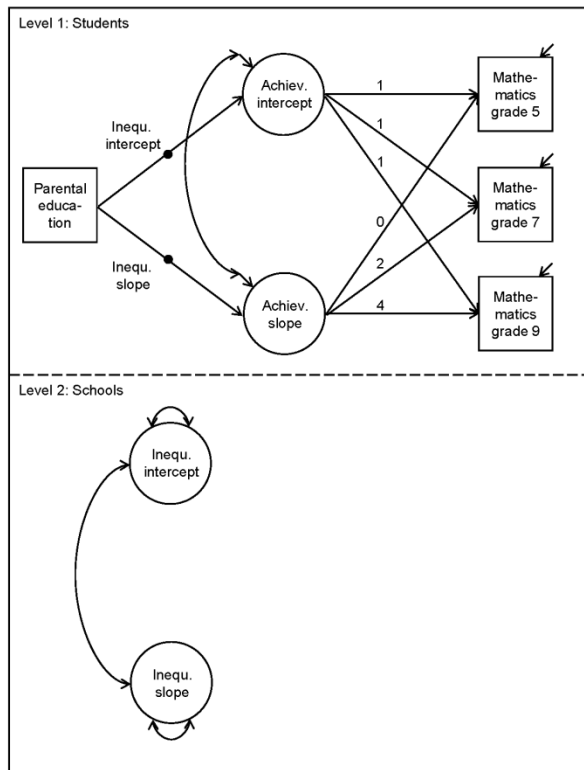 Level 1: Students
Achiev.
intercept
Mathe-
matics
grade 5
Inequ.
intercept
Parental
educa-
tion
Inequ.
slope
Achiev.
slope
Mathe-
matics
grade 7
Mathe-
matics
grade 9
1
1
1
0
2
4
Level 2: Schools
Inequ.
intercept
Inequ.
slope